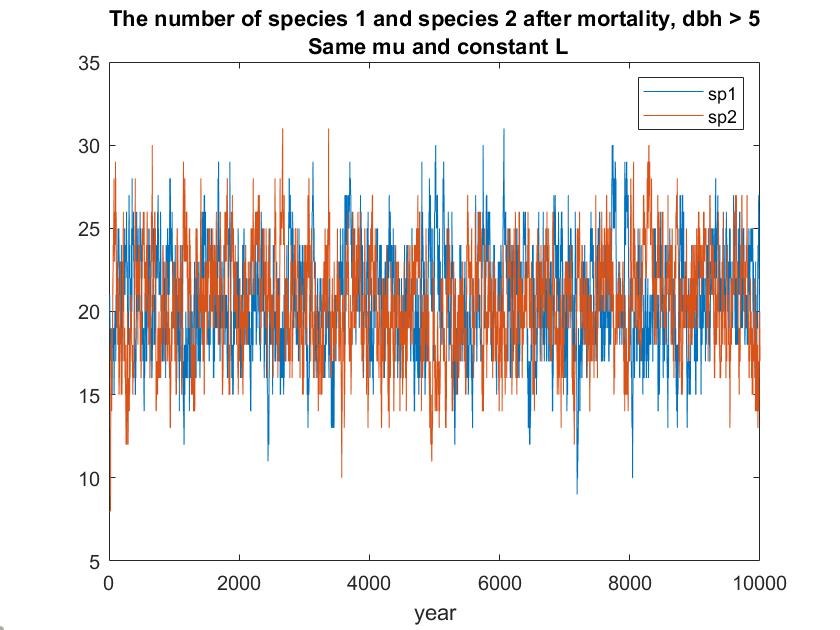 The number of species 1 and species 2 after mortality, dbh > 5
Same mu and constant L
35
30
25
20
15
10
5
sp1
sp2
0 2000 4000 6000 8000 10000
year